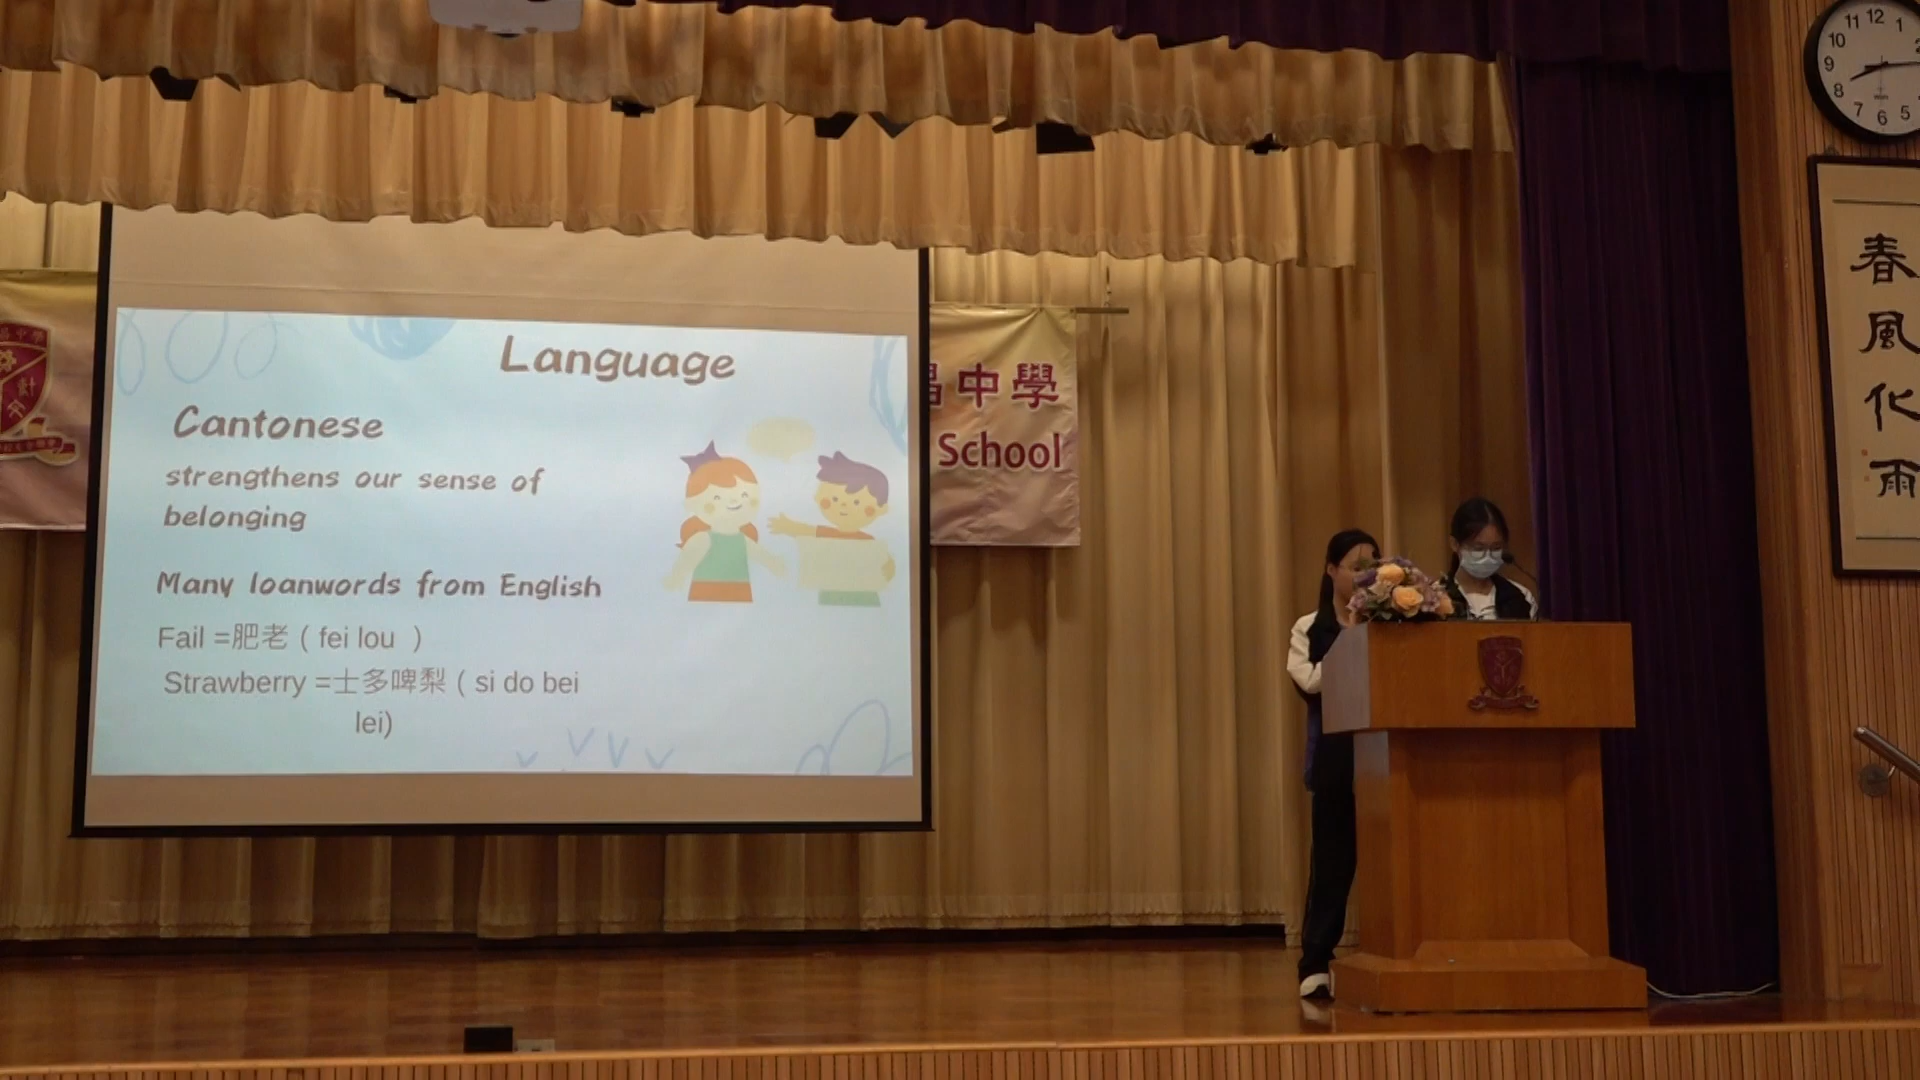 Language
Cantonese
strengthens our sense of
belonging
Many loanwords from English
Fail =肥老 ( fei lou )
Strawberry =士多啤梨 ( si do bei
lei)
昌中學
School
春風化雨
11 12 1
10
9
8
7 6 5